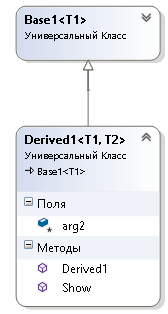 Base1<T1>
Универсальный Класс
Derived1<T1, T2>
Универсальный Класс
Base1<T1>
Поля
arg2
Методы
Derived1
Show